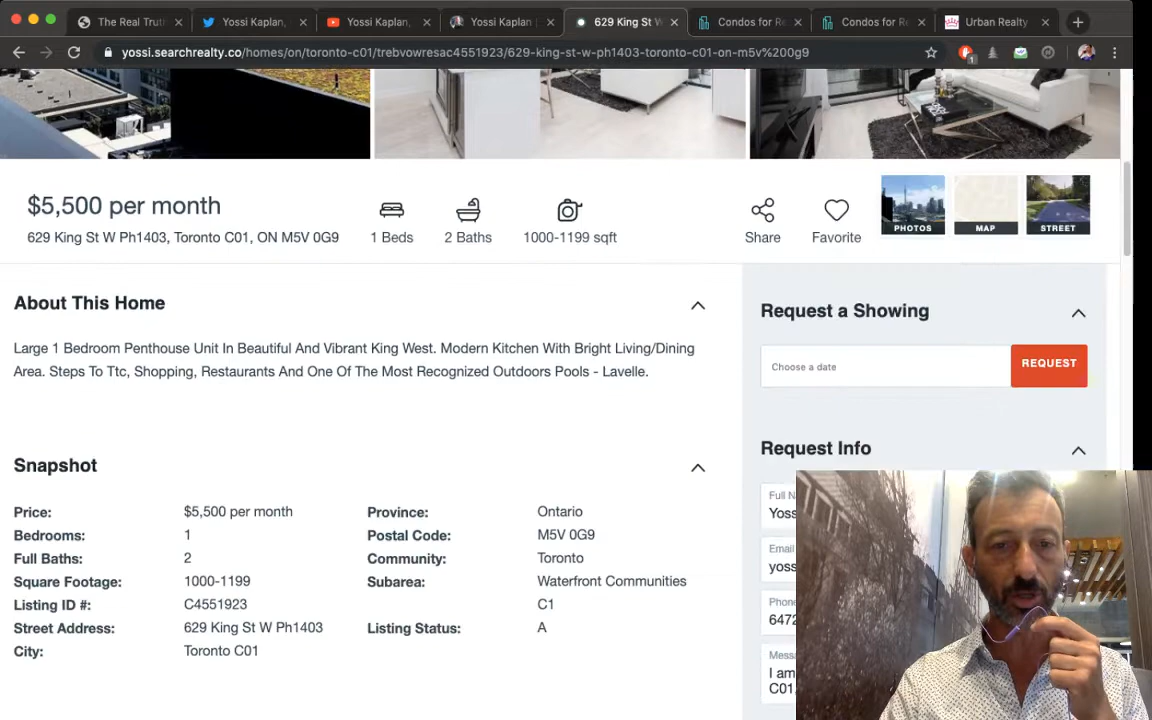 The Real Trut
Yossi Kaplan,
Yossi Kaplan,
Yossi Kaplan
629 King St W
Condos for Re
Condos for Re
Urban Realty
yossi.searchrealty.co/homes/on/toronto-c01/trebvowresac4551923/629-king-st-w-ph1403-toronto-c01-on-m5v%200g9
1
$5,500 per month
629 King St W Ph1403, Toronto C01, ON M5V 0G9
1 Beds
2 Baths
1000-1199 sqft
Share
Favorite
PHOTOS
MAP
STREET
About This Home
Large 1 Bedroom Penthouse Unit In Beautiful And Vibrant King West. Modern Kitchen With Bright Living/Dining
Area. Steps To Ttc, Shopping, Restaurants And One Of The Most Recognized Outdoors Pools - Lavelle.
Request a Showing
Choose a date
REQUEST
Snapshot
Price: $5,500 per month
Bedrooms: 1
Full Baths: 2
Square Footage: 1000-1199
Listing ID #: C4551923
Street Address: 629 King St W Ph1403
City: Toronto C01
Province: Ontario
Postal Code: M5V 0G9
Community: Toronto
Subarea: Waterfront Communities
C1
Listing Status: A
Request Info
Full N
Yoss
Email
yoss
Phone
6472
Messa
I am
C01,